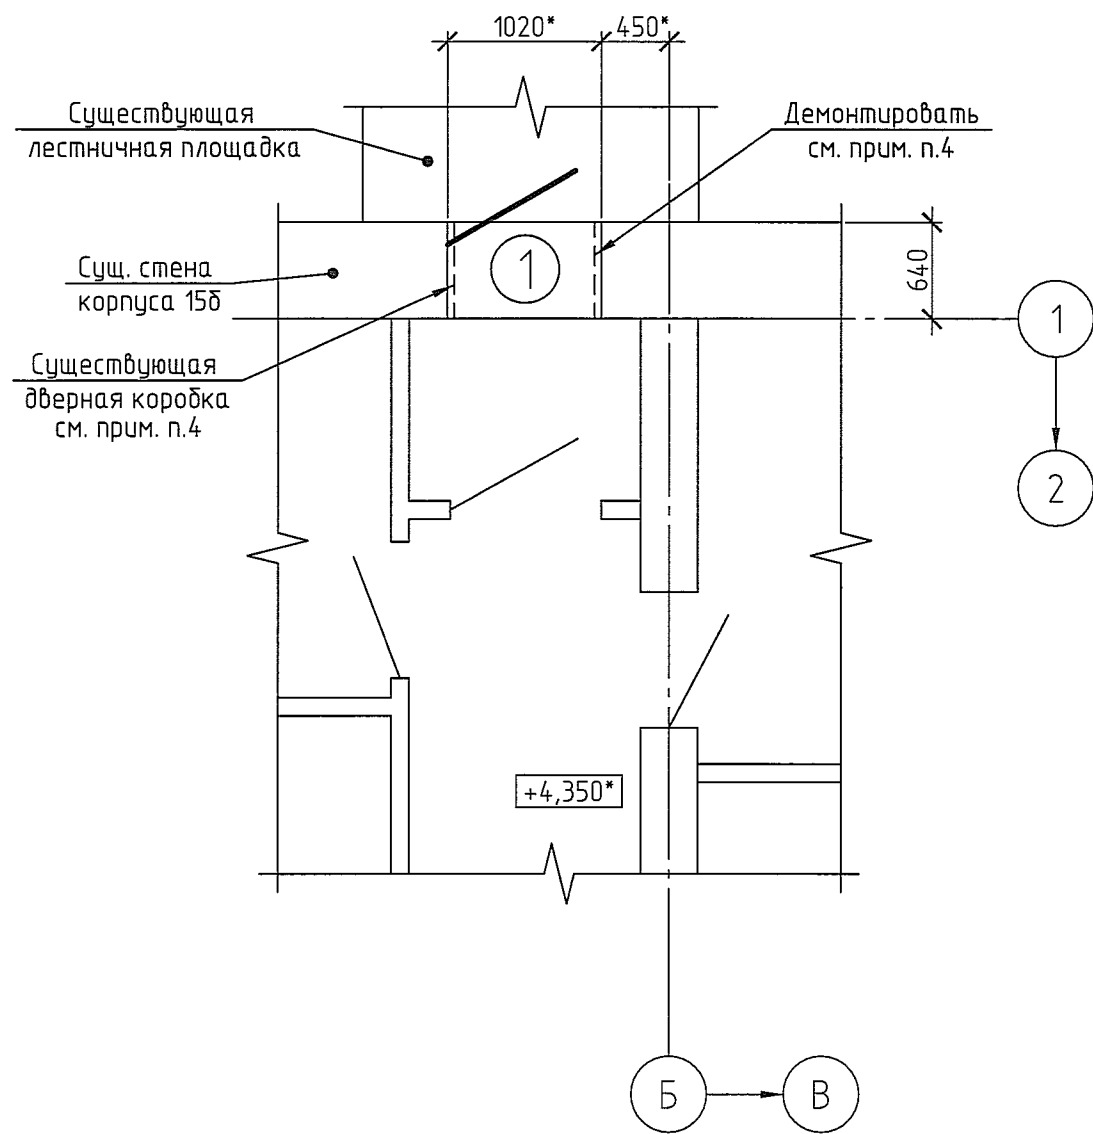 1020*
450*
Существующая
лестничная площадка
Демонтировать
см. прим. п.4
Сущ. стена
корпуса 15б
1
640
1
Существующая
дверная коробка
см. прим. п.4
2
+4,350*
Б
В